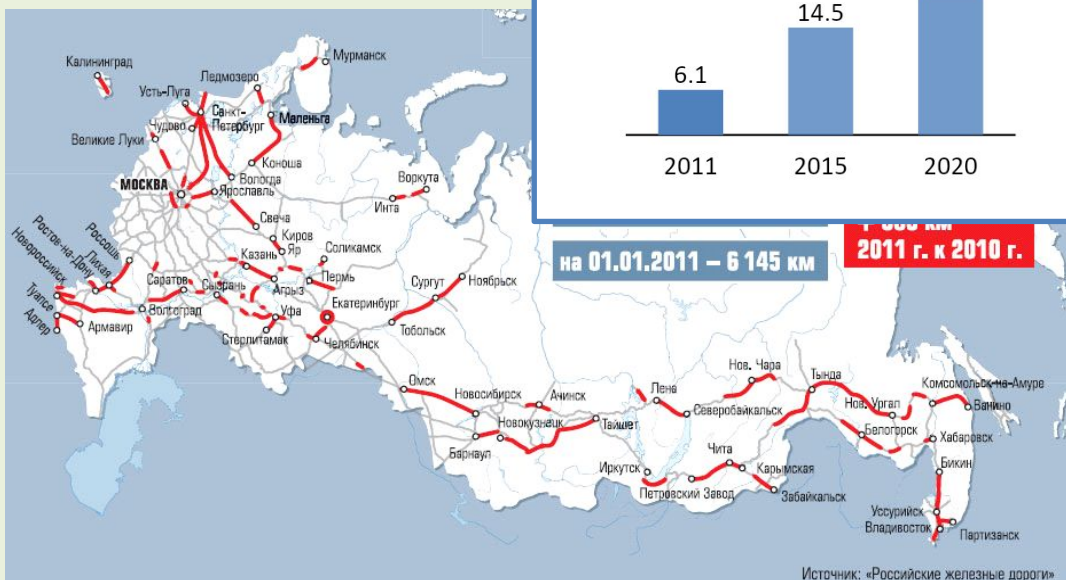 14.5
6.1
2011
2015
2020
на 01.01.2011 – 6 145 км
2011 г. к 2010 г.
Калининград
Мурманск
Ледмозеро
Усть-Луга
Санкт-
Петербург
Чудово
Маленьга
Великие Луки
Коноша
Вологда
МОСКВА
Ярославль
Воркута
Инта
Свеча
Киров
Яр
Соликамск
Россошь
Лихая
Ростов-на-Дону
Новороссийск
Казань
Пермь
Ноябрьск
Сургут
Саратов
Сызрань
Агрыз
Екатеринбург
Туапсе
Волгоград
Уфа
Тобольск
Адлер
Армавир
Стерлитамак
Челябинск
Омск
Новосибирск
Ачинск
Лена
Нов. Чара
Тында
Комсомольск-на-Амуре
Новокузнецк
Северобайкальск
Нов. Ургал
Ванино
Тайшет
Белогорск
Барнаул
Хабаровск
Чита
Иркутск
Карымская
Бикин
Петровский Завод
Забайкальск
Уссурийск
Владивосток
Партизанск
Источник: «Российские железные дороги»